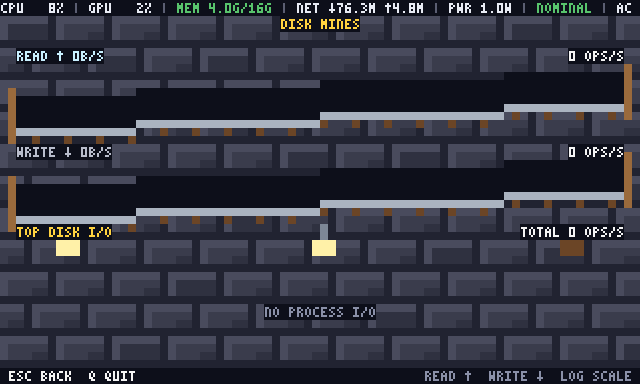 CPU 8% | GPU 2% | MEM 4.0G/16G | NET ↓76.3M ↑4.8M | PWR 1.0W | NOMINAL | AC
DISK MINES
READ ↑ 0B/S 0 OPS/S
WRITE ↓ 0B/S 0 OPS/S
TOP DISK I/O TOTAL 0 OPS/S
NO PROCESS I/O
ESC BACK Q QUIT READ ↑ WRITE ↓ LOG SCALE